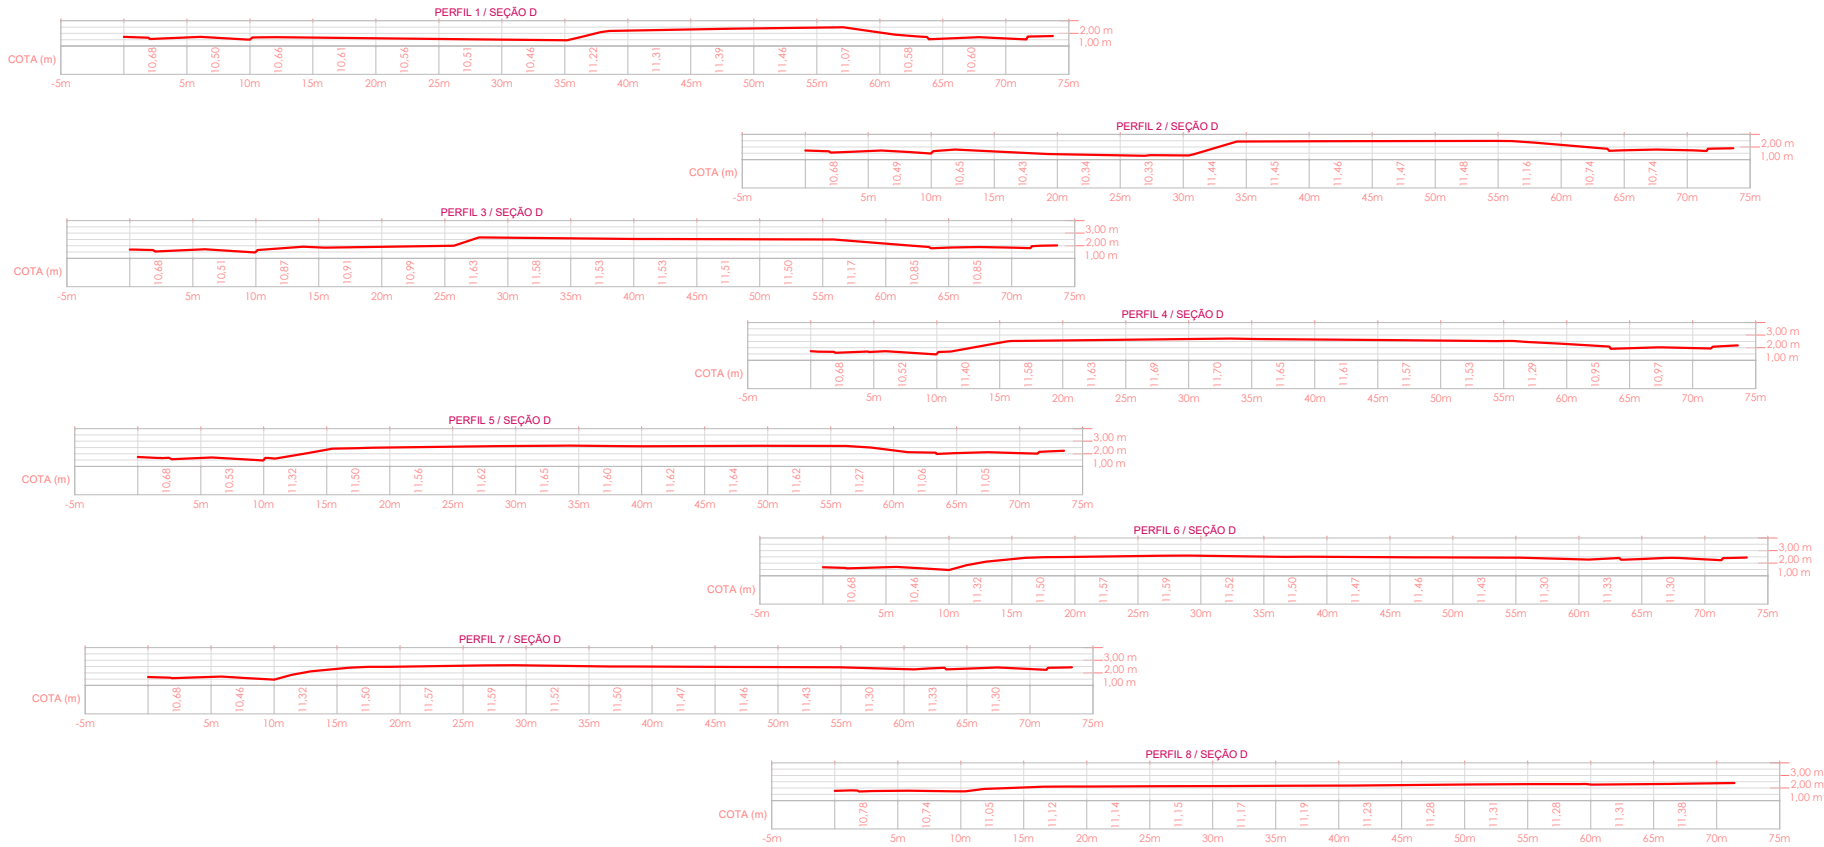 PERFIL 1 / SEÇÃO D
2,00 m
1,00 m
COTA (m)
10,68 10,50 10,66 10,61 10,56 10,51 10,46 11,22 11,31 11,39 11,46 11,07 10,58 10,60
-5m 5m 10m 15m 20m 25m 30m 35m 40m 45m 50m 55m 60m 65m 70m 75m
PERFIL 2 / SEÇÃO D
2,00 m
1,00 m
COTA (m)
10,68 10,49 10,65 10,43 10,34 10,33 11,44 11,45 11,46 11,47 11,48 11,16 10,74 10,74
-5m 5m 10m 15m 20m 25m 30m 35m 40m 45m 50m 55m 60m 65m 70m 75m
PERFIL 3 / SEÇÃO D
3,00 m
2,00 m
1,00 m
COTA (m)
10,68 10,51 10,87 10,91 10,99 11,63 11,58 11,53 11,53 11,51 11,50 11,17 10,85 10,85
-5m 5m 10m 15m 20m 25m 30m 35m 40m 45m 50m 55m 60m 65m 70m 75m
PERFIL 4 / SEÇÃO D
3,00 m
2,00 m
1,00 m
COTA (m)
10,68 10,52 11,40 11,58 11,63 11,69 11,70 11,65 11,61 11,57 11,53 11,29 10,95 10,97
-5m 5m 10m 15m 20m 25m 30m 35m 40m 45m 50m 55m 60m 65m 70m 75m
PERFIL 5 / SEÇÃO D
3,00 m
2,00 m
1,00 m
COTA (m)
10,68 10,53 11,32 11,50 11,56 11,62 11,65 11,60 11,62 11,64 11,62 11,27 11,06 11,05
-5m 5m 10m 15m 20m 25m 30m 35m 40m 45m 50m 55m 60m 65m 70m 75m
PERFIL 6 / SEÇÃO D
3,00 m
2,00 m
1,00 m
COTA (m)
10,68 10,46 11,32 11,50 11,57 11,59 11,52 11,50 11,47 11,46 11,43 11,30 11,33 11,30
-5m 5m 10m 15m 20m 25m 30m 35m 40m 45m 50m 55m 60m 65m 70m 75m
PERFIL 7 / SEÇÃO D
3,00 m
2,00 m
1,00 m
COTA (m)
10,68 10,46 11,32 11,50 11,57 11,59 11,52 11,50 11,47 11,46 11,43 11,30 11,33 11,30
-5m 5m 10m 15m 20m 25m 30m 35m 40m 45m 50m 55m 60m 65m 70m 75m
PERFIL 8 / SEÇÃO D
3,00 m
2,00 m
1,00 m
COTA (m)
10,78 10,74 11,05 11,12 11,14 11,15 11,17 11,19 11,23 11,28 11,31 11,28 11,31 11,38
-5m 5m 10m 15m 20m 25m 30m 35m 40m 45m 50m 55m 60m 65m 70m 75m